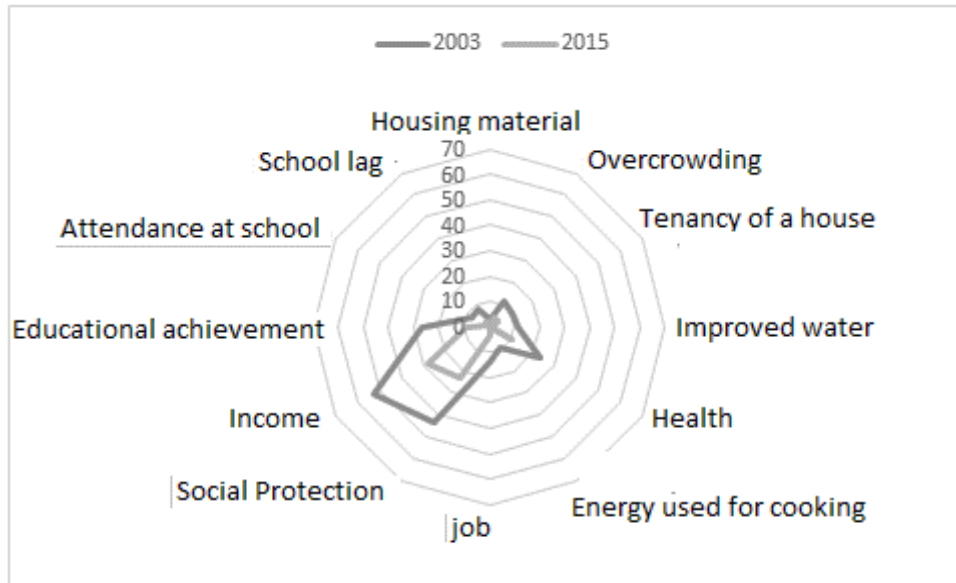 2003 2015
Housing material
School lag
70
Overcrowding
60
Attendance at school
50
Tenancy of a house
40
30
20
10
Educational achievement
0
Improved water
Income
Health
Social Protection
Energy used for cooking
job